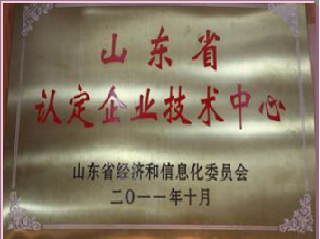 山东省
认定企业技术中心
山东省经济和信息化委员会
二〇一一年十月